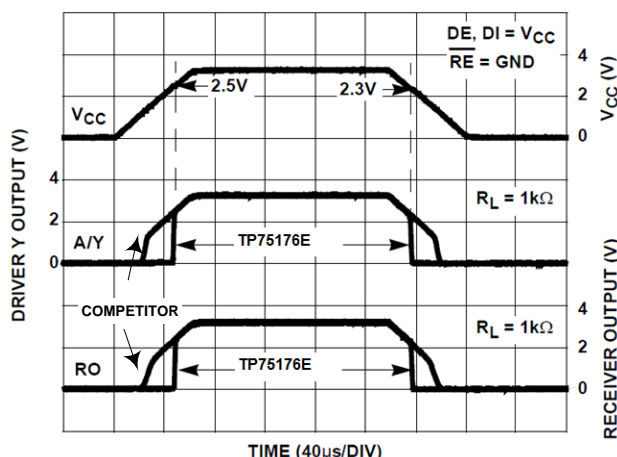 DE, DI = VCC
RE = GND
4
2
0
VCC (V)
VCC
2.5V
2.3V
DRIVER Y OUTPUT (V)
4
2
0
A/Y
RL = 1kΩ
TP75176E
COMPETITOR
RO
RL = 1kΩ
TP75176E
4
2
0
RECEIVER OUTPUT (V)
TIME (40µs/DIV)